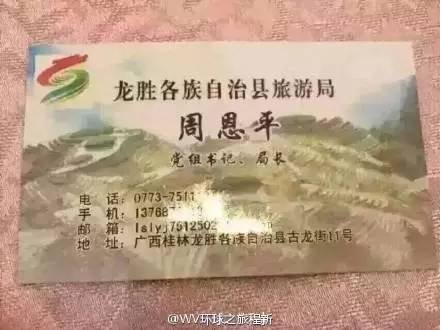 龙胜各族自治县旅游局
周恩平
党组书记、局长
电 话:0773-7511
手 机:13768
邮 箱:lslyj7512502
地 址:广西桂林龙胜各族自治县古龙街11号
@WV环球之旅程新